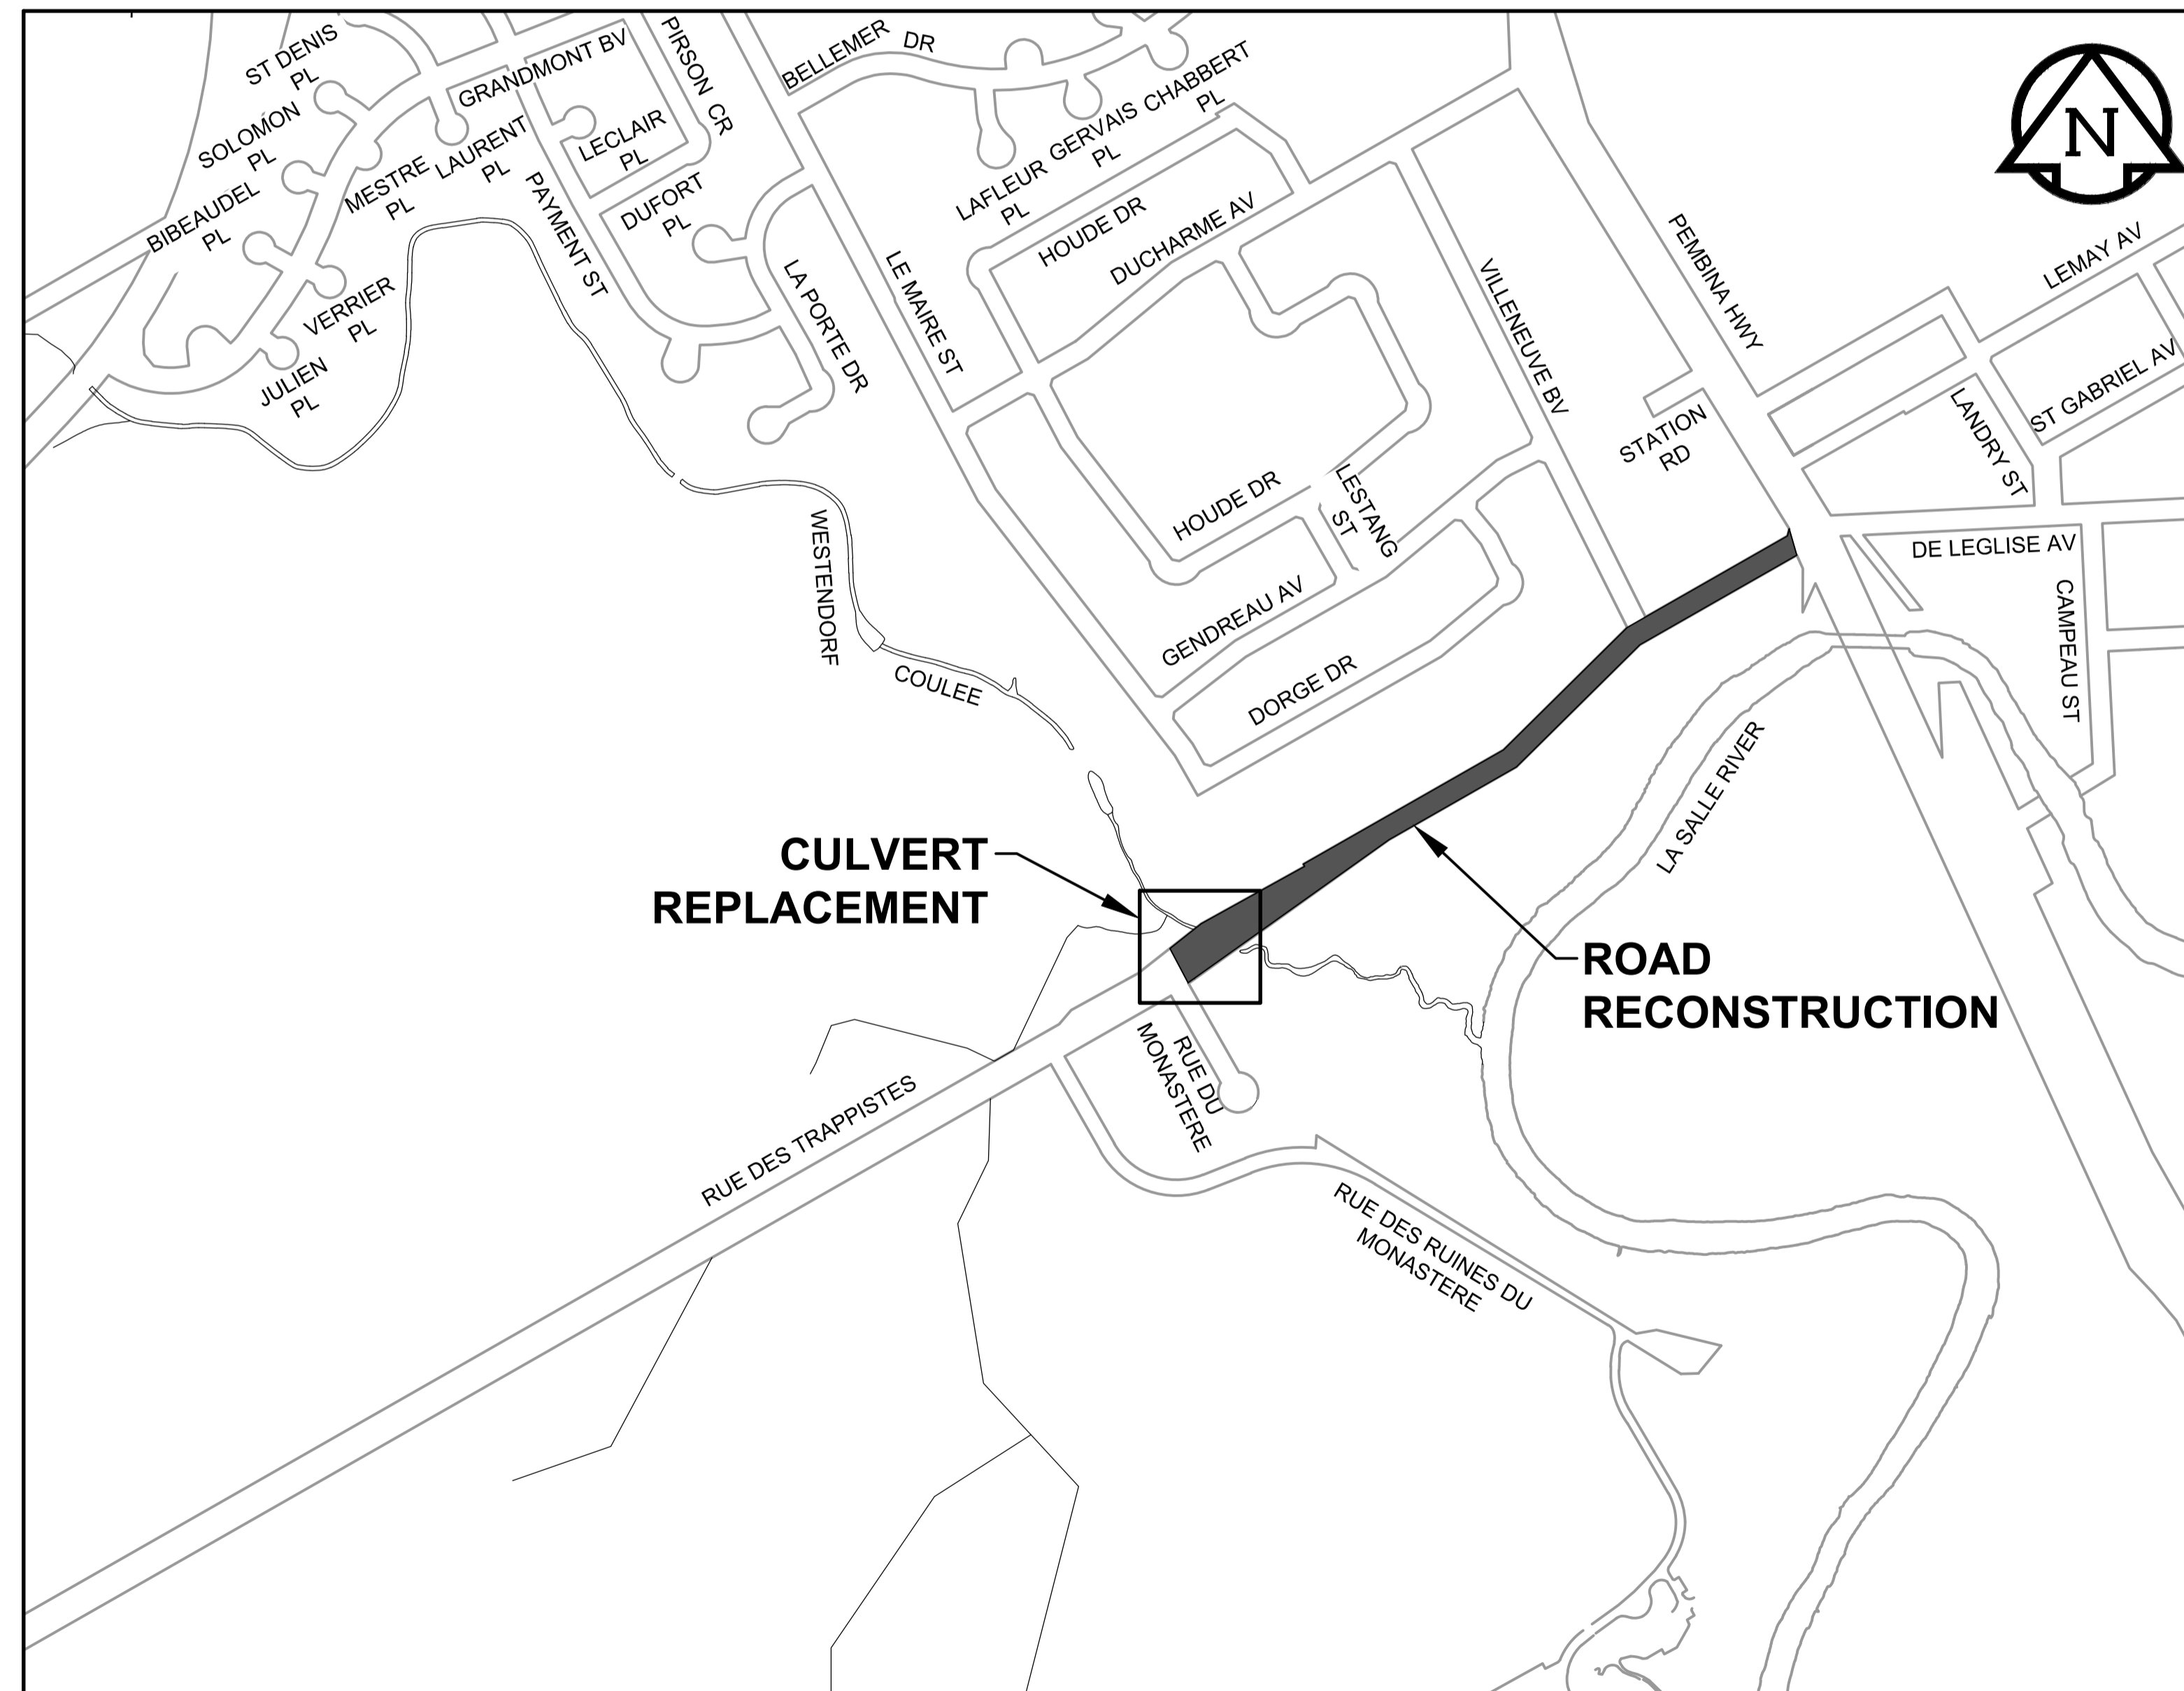 ST DENIS
PL
SOLOMON
PL
BIBEAUDEL
PL
GRANDMONT BV
MESTRE
PL
LAURENT
PL
LECLAIR
PL
PIRSON CR
BELLEMER DR
DUFORT
PL
PAYMENT ST
VERRIER
PL
JULIEN
PL
LA PORTE DR
LE MAIRE ST
LAFLEUR
PL
GERVAIS
PL
CHABBERT
PL
HOUDE DR
DUCHARME AV
VILLENEUVE BV
PEMBINA HWY
N
LEMAY AV
ST GABRIEL AV
LANDRY ST
STATION
RD
HOUDE DR
LESTANG
ST
DE LEGLISE AV
CAMPEAU ST
GENDREAU AV
DORGE DR
WESTENDORF
COULEE
LA SALLE RIVER
CULVERT
REPLACEMENT
ROAD
RECONSTRUCTION
RUE DU
MONASTERE
RUE DES TRAPPISTES
RUE DES RUINES DU
MONASTERE